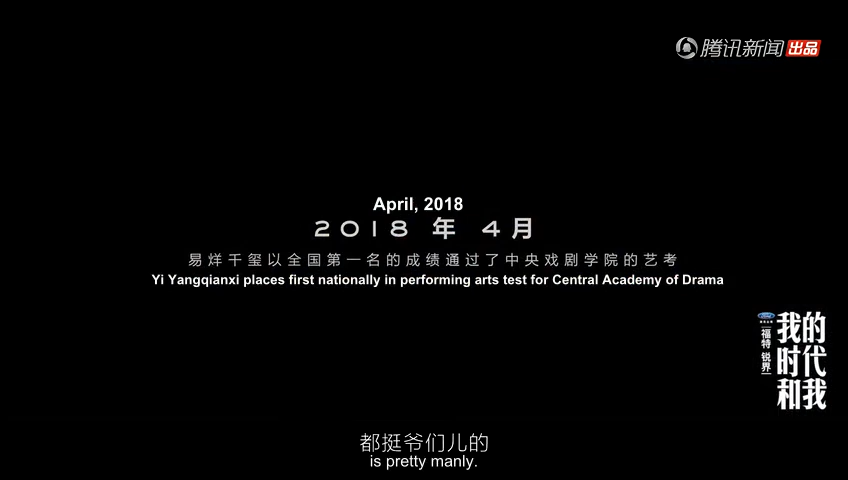 腾讯新闻 出品
April, 2018
2018 年 4月
易烊千玺以全国第一名的成绩通过了中央戏剧学院的艺考
Yi Yangqianxi places first nationally in performing arts test for Central Academy of Drama
Ford
福特 锐界
我的
时代
和我
都挺爷们儿的
is pretty manly.